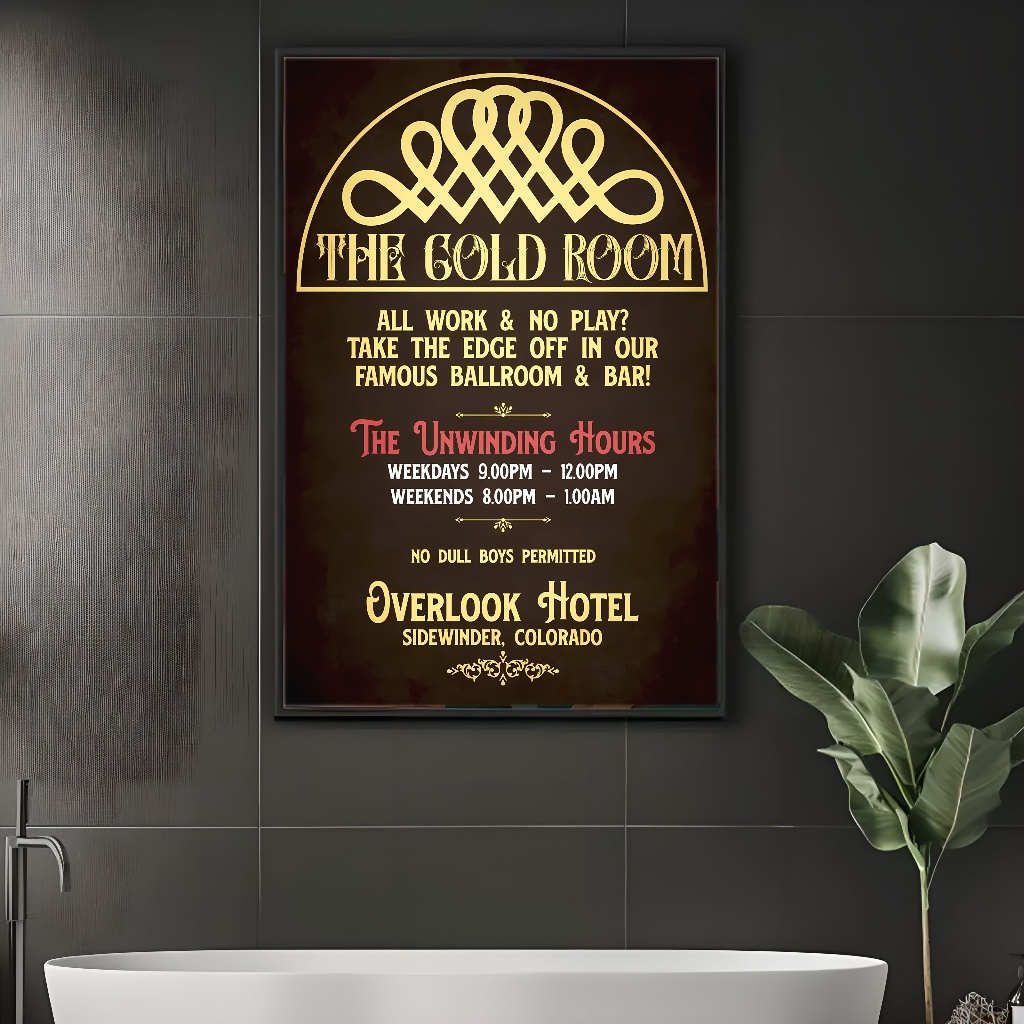 THE GOLD ROOM
ALL WORK & NO PLAY?
TAKE THE EDGE OFF IN OUR
FAMOUS BALLROOM & BAR!
The Unwinding Hours
WEEKDAYS 9.00PM – 12.00PM
WEEKENDS 8.00PM – 1.00AM
NO DULL BOYS PERMITTED
Overlook Hotel
SIDEWINDER, COLORADO